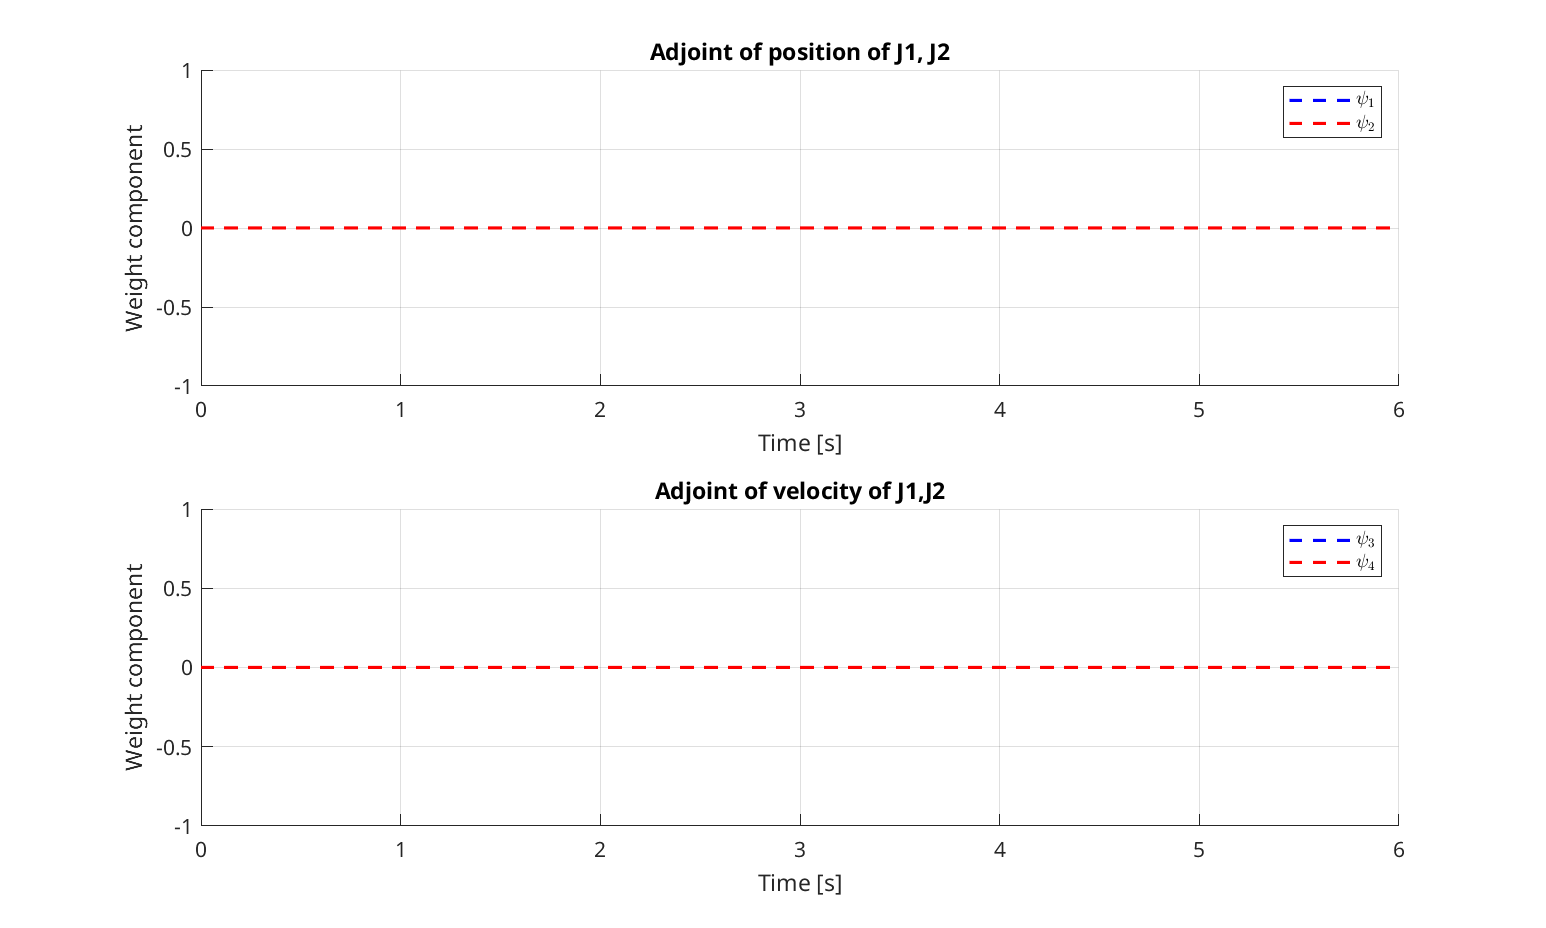 Adjoint of position of J1, J2
1
0.5
0
-0.5
-1
Weight component
ψ₁
ψ₂
0 1 2 3 4 5 6
Time [s]
Adjoint of velocity of J1,J2
1
0.5
0
-0.5
-1
Weight component
ψ₃
ψ₄
0 1 2 3 4 5 6
Time [s]